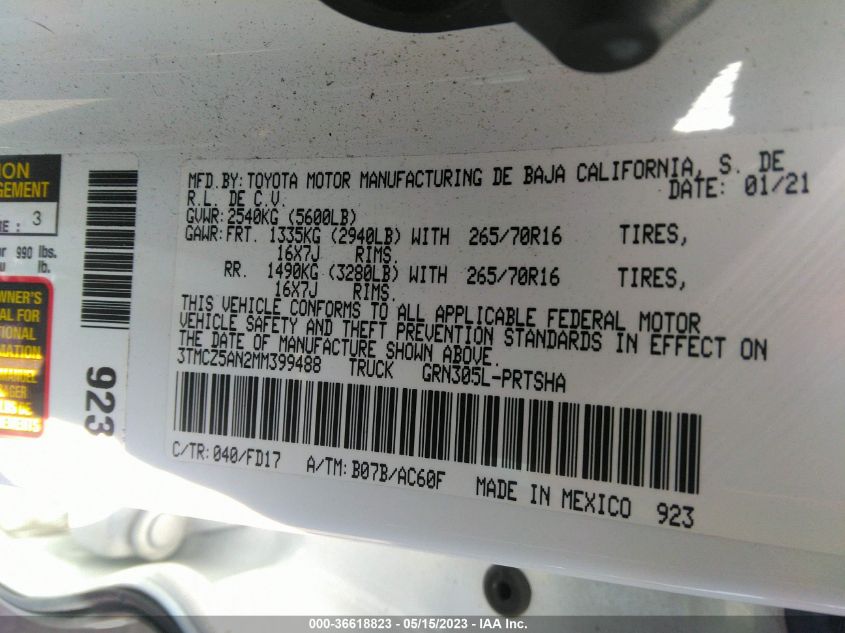 MFD.BY: TOYOTA MOTOR MANUFACTURING DE BAJA CALIFORNIA, S. DE
R.L. DE C.V. DATE: 01/21
GVWR: 2540KG (5600LB)
GAWR: FRT. 1335KG (2940LB) WITH 265/70R16 TIRES,
16X7J RIMS.
RR. 1490KG (3280LB) WITH 265/70R16 TIRES,
16X7J RIMS.
THIS VEHICLE CONFORMS TO ALL APPLICABLE FEDERAL MOTOR
VEHICLE SAFETY AND THEFT PREVENTION STANDARDS IN EFFECT ON
THE DATE OF MANUFACTURE SHOWN ABOVE.
3TMCZ5AN2MM399488 TRUCK GRN305L-PRTSHA
C/TR: 040/FD17 A/TM: B07B/AC60F MADE IN MEXICO 923
3
990 lbs.
lb.
923
000-36618823 - 05/15/2023 - IAA Inc.